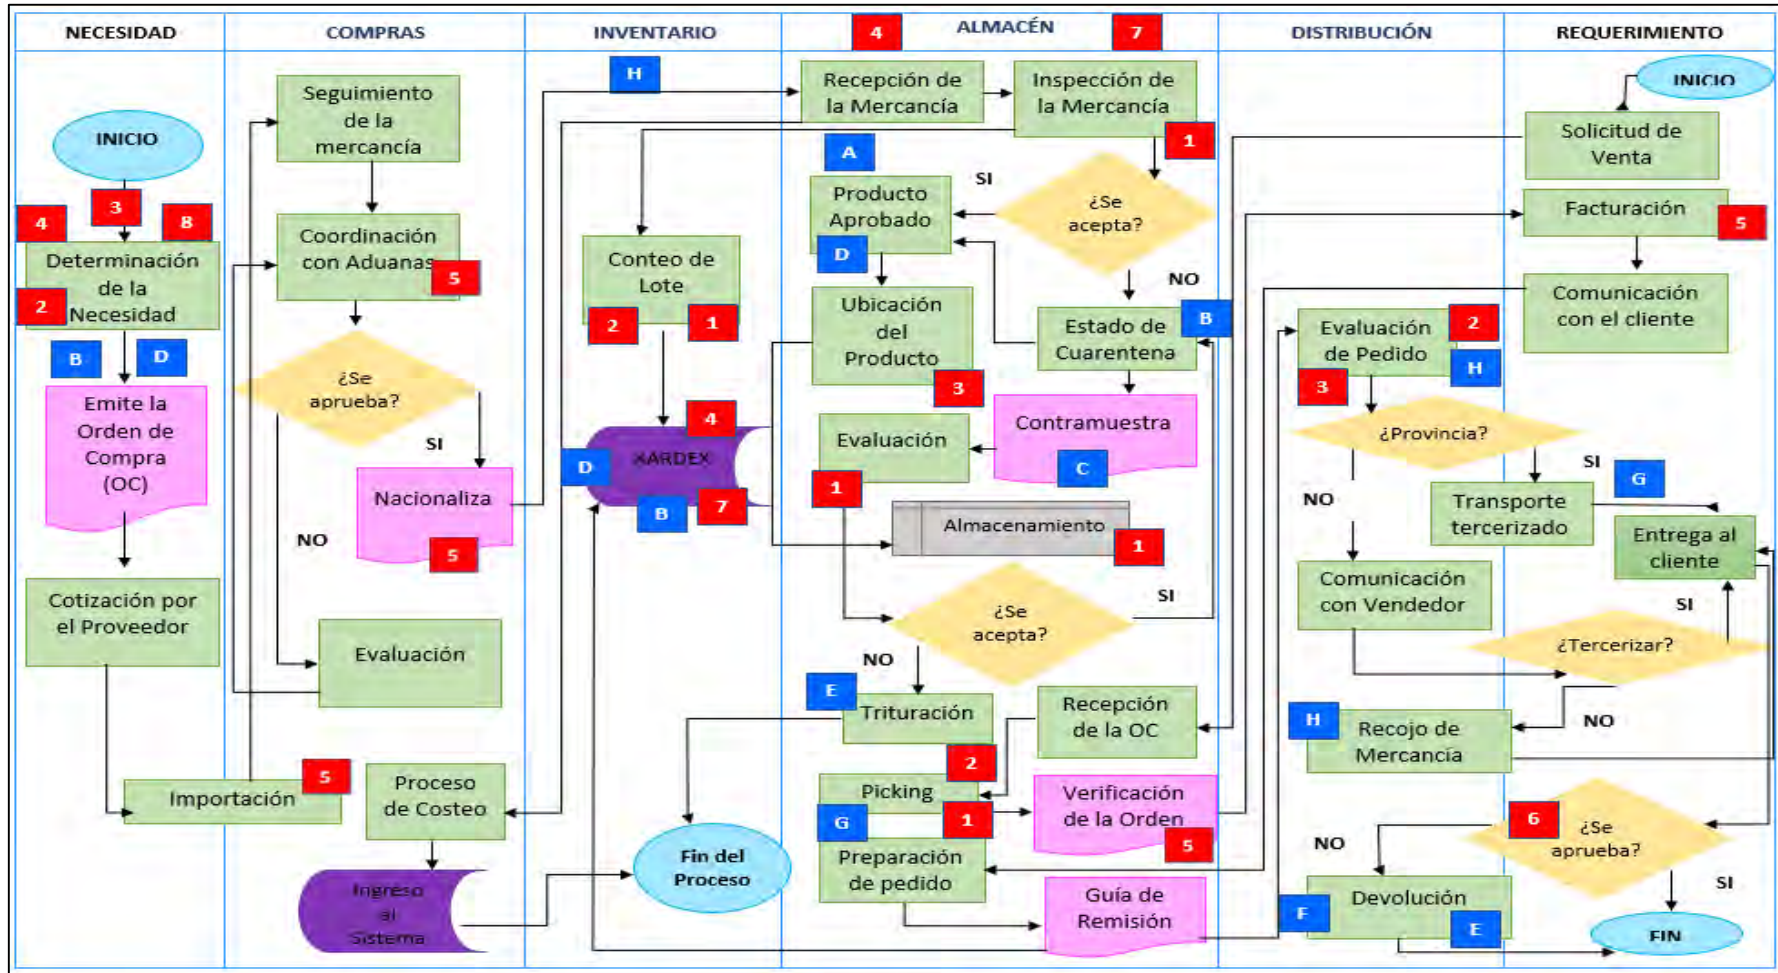 NECESIDAD
COMPRAS
INVENTARIO
ALMACÉN
DISTRIBUCIÓN
REQUERIMIENTO
4
7
INICIO
3
4
8
Determinación
de la
Necesidad
2
B
D
Emite la
Orden de
Compra
(OC)
Cotización por
el Proveedor
Importación
5
Seguimiento
de la
mercancía
Coordinación
con Aduanas
5
¿Se
aprueba?
SI
NO
Nacionaliza
5
Evaluación
Proceso
de Costeo
Ingreso
al
Sistema
H
Conteo de
Lote
2
1
KARDEX
4
D
B
7
Fin del
Proceso
Recepción de
la Mercancía
Inspección de
la Mercancía
1
A
SI
Producto
Aprobado
D
¿Se
acepta?
NO
Ubicación
del
Producto
3
Estado de
Cuarentena
B
Contramuestra
C
Evaluación
1
Almacenamiento
1
¿Se
acepta?
SI
NO
E
Trituración
Recepción
de la OC
2
Picking
G
1
Verificación
de la Orden
5
Preparación
de pedido
Guía de
Remisión
Evaluación
de Pedido
2
H
3
¿Provincia?
SI
NO
G
Transporte
tercerizado
Comunicación
con Vendedor
H
Recojo de
Mercancía
NO
Devolución
F
E
INICIO
Solicitud de
Venta
Facturación
5
Comunicación
con el cliente
Entrega al
cliente
SI
¿Tercerizar?
NO
6
¿Se
aprueba?
SI
FIN